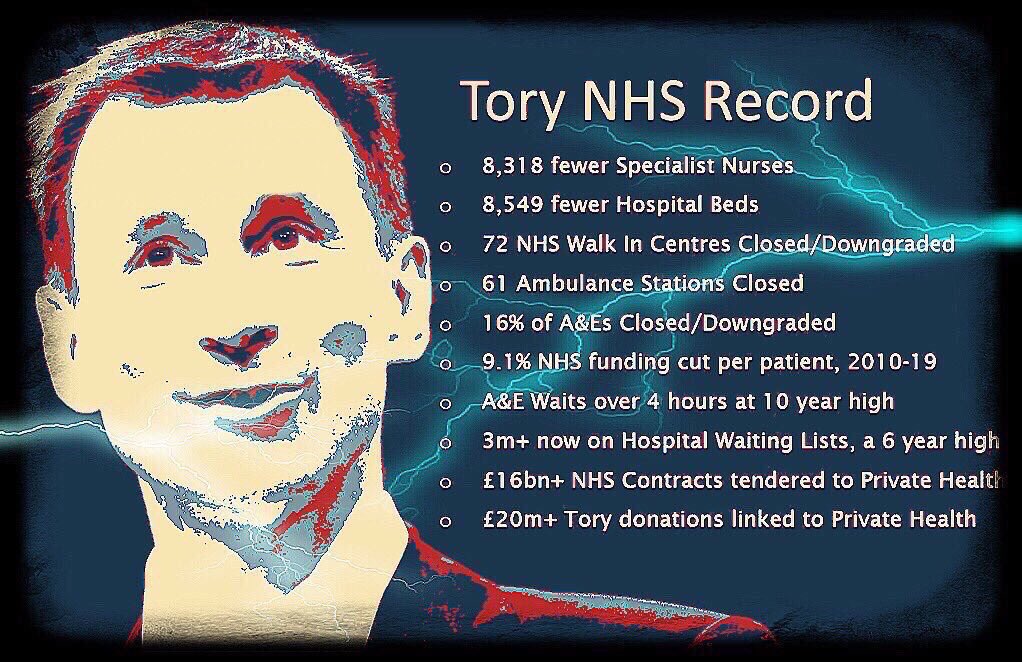 Tory NHS Record
o 8,318 fewer Specialist Nurses
o 8,549 fewer Hospital Beds
o 72 NHS Walk In Centres Closed/Downgraded
o 61 Ambulance Stations Closed
o 16% of A&Es Closed/Downgraded
o 9.1% NHS funding cut per patient, 2010-19
o A&E Waits over 4 hours at 10 year high
o 3m+ now on Hospital Waiting Lists, a 6 year high
o £16bn+ NHS Contracts tendered to Private Health
o £20m+ Tory donations linked to Private Health